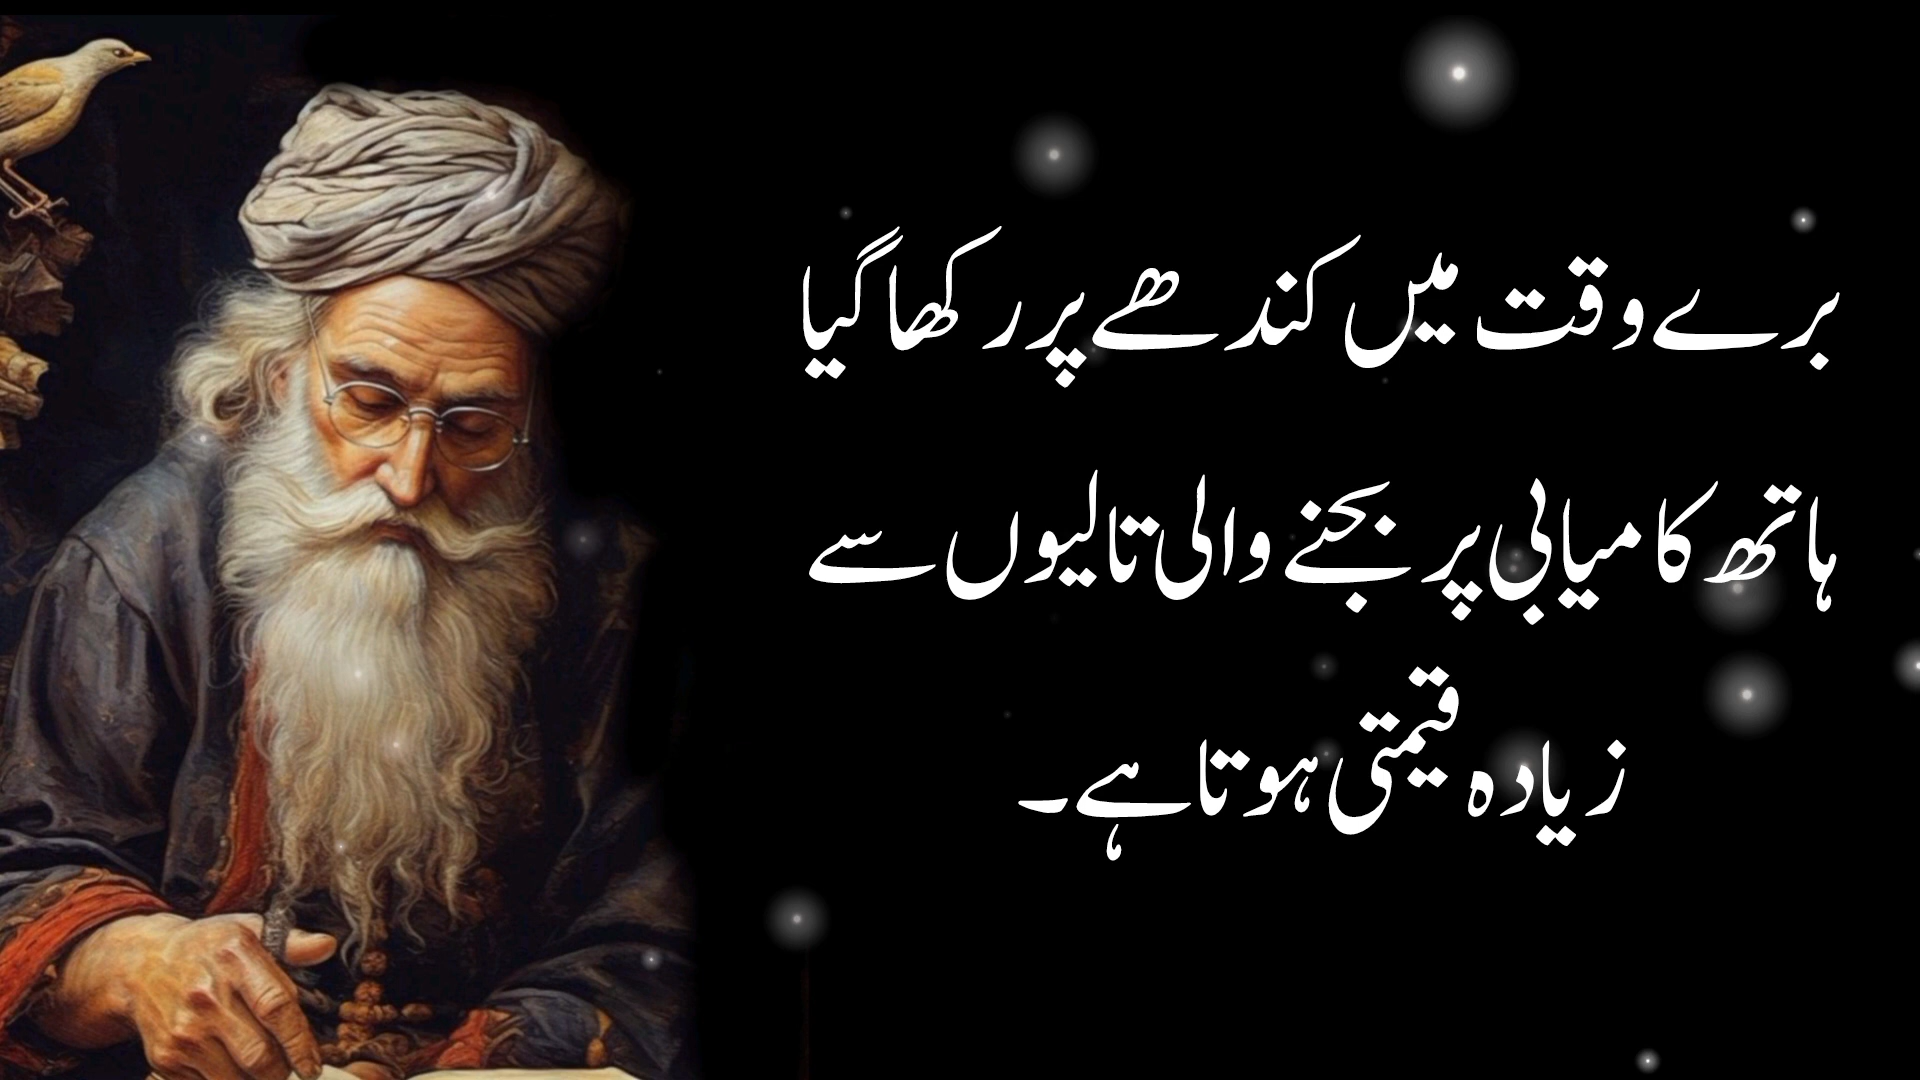 برے وقت میں کندھے پر رکھا گیا
ہاتھ کامیابی پر بجنے والی تالیوں سے
زیادہ قیمتی ہوتا ہے۔